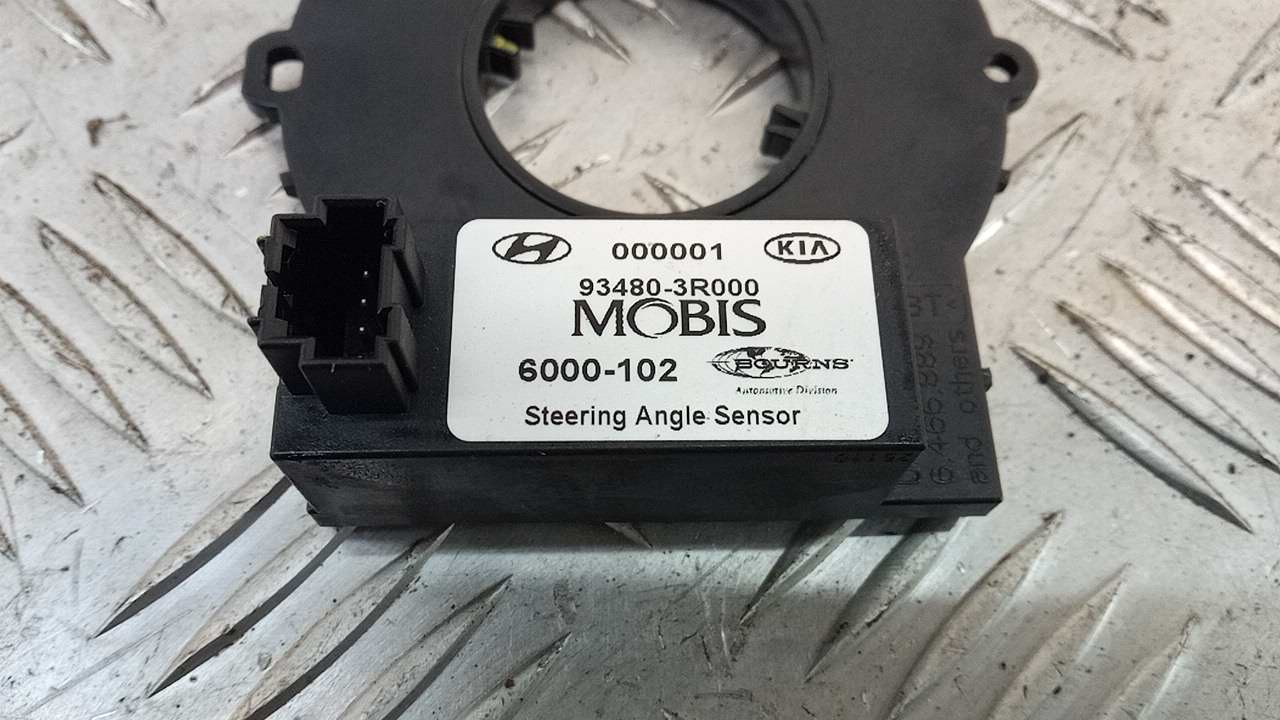 000001 KIA
93480-3R000
MOBIS
6000-102 BOURNS
Automotive Division
Steering Angle Sensor
and others